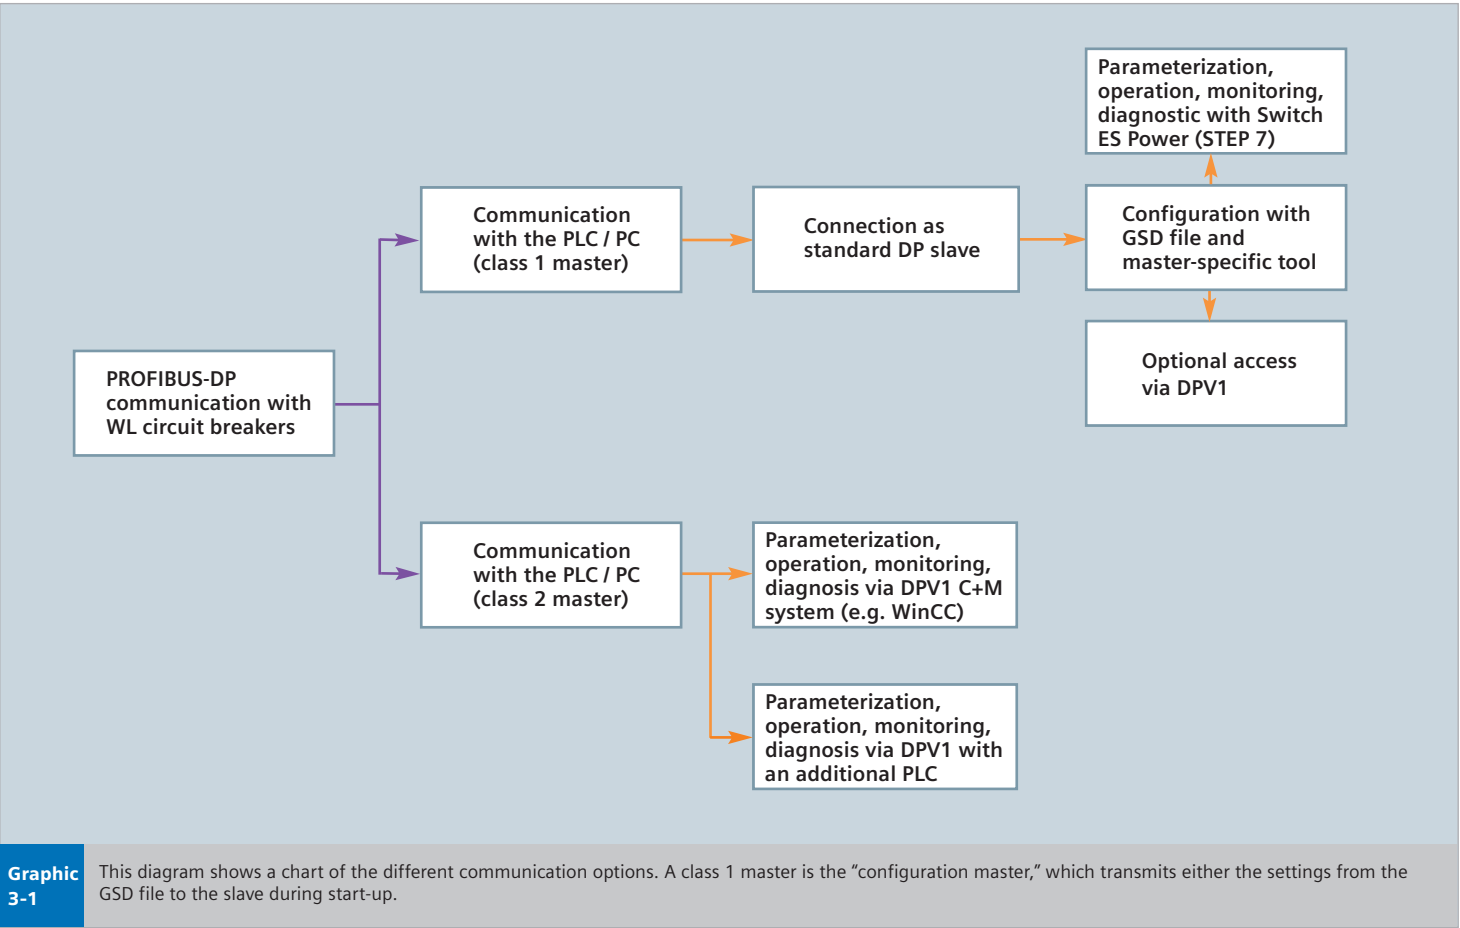 Parameterization,
operation, monitoring,
diagnostic with Switch
ES Power (STEP 7)
Communication
with the PLC / PC
(class 1 master)
Connection as
standard DP slave
Configuration with
GSD file and
master-specific tool
Optional access
via DPV1
PROFIBUS-DP
communication with
WL circuit breakers
Communication
with the PLC / PC
(class 2 master)
Parameterization,
operation, monitoring,
diagnosis via DPV1 C+M
system (e.g. WinCC)
Parameterization,
operation, monitoring,
diagnosis via DPV1 with
an additional PLC
Graphic
3-1
This diagram shows a chart of the different communication options. A class 1 master is the “configuration master,” which transmits either the settings from the
GSD file to the slave during start-up.